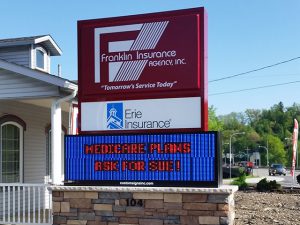 Franklin Insurance
AGENCY, INC.
"Tomorrow's Service Today"
Erie
Insurance
MEDICARE PLANS
ASK FOR SUE!
104